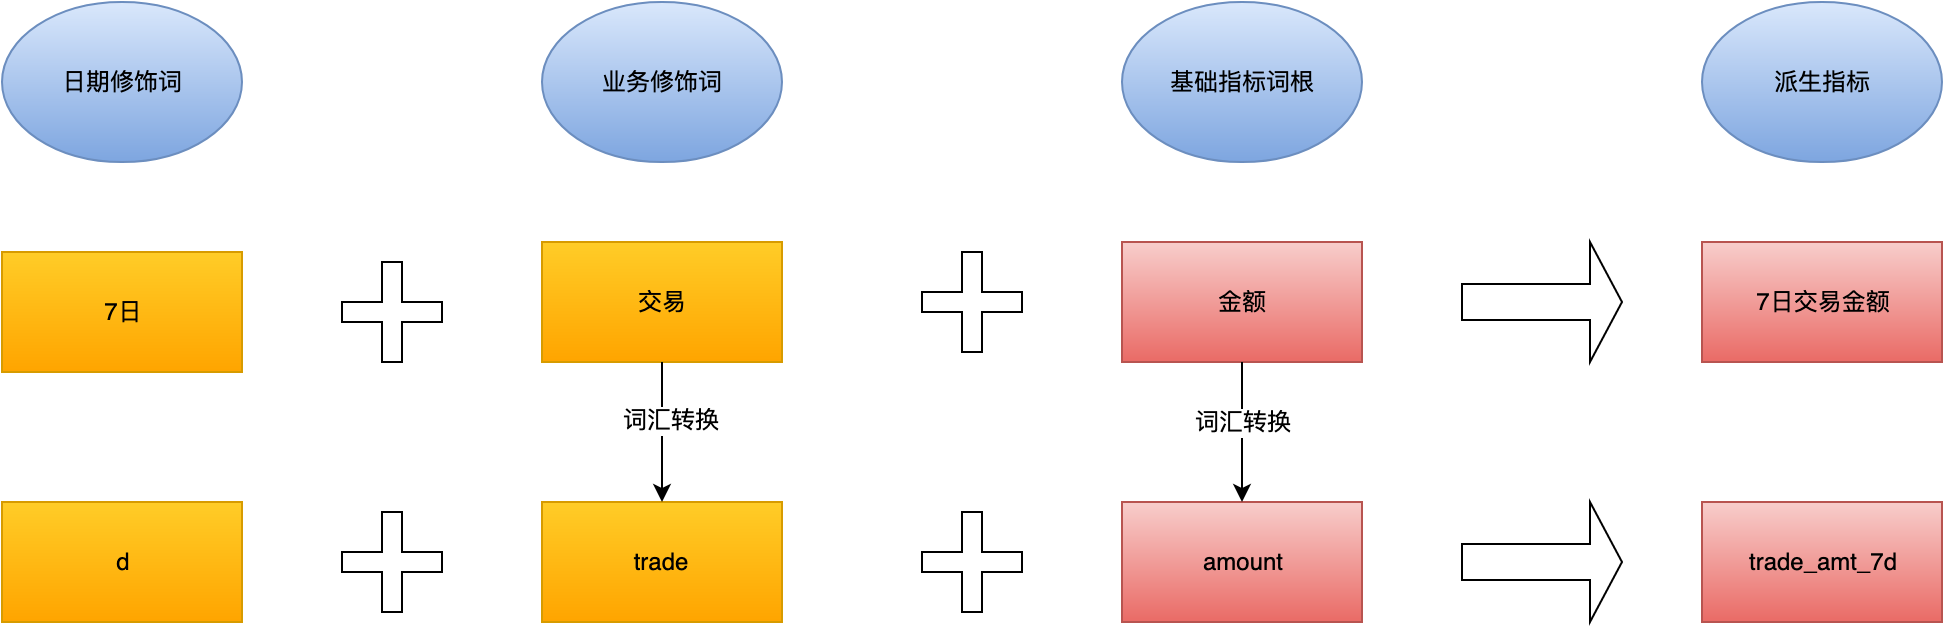 日期修饰词
业务修饰词
基础指标词根
派生指标
7日
交易
金额
7日交易金额
词汇转换
词汇转换
d
trade
amount
trade_amt_7d